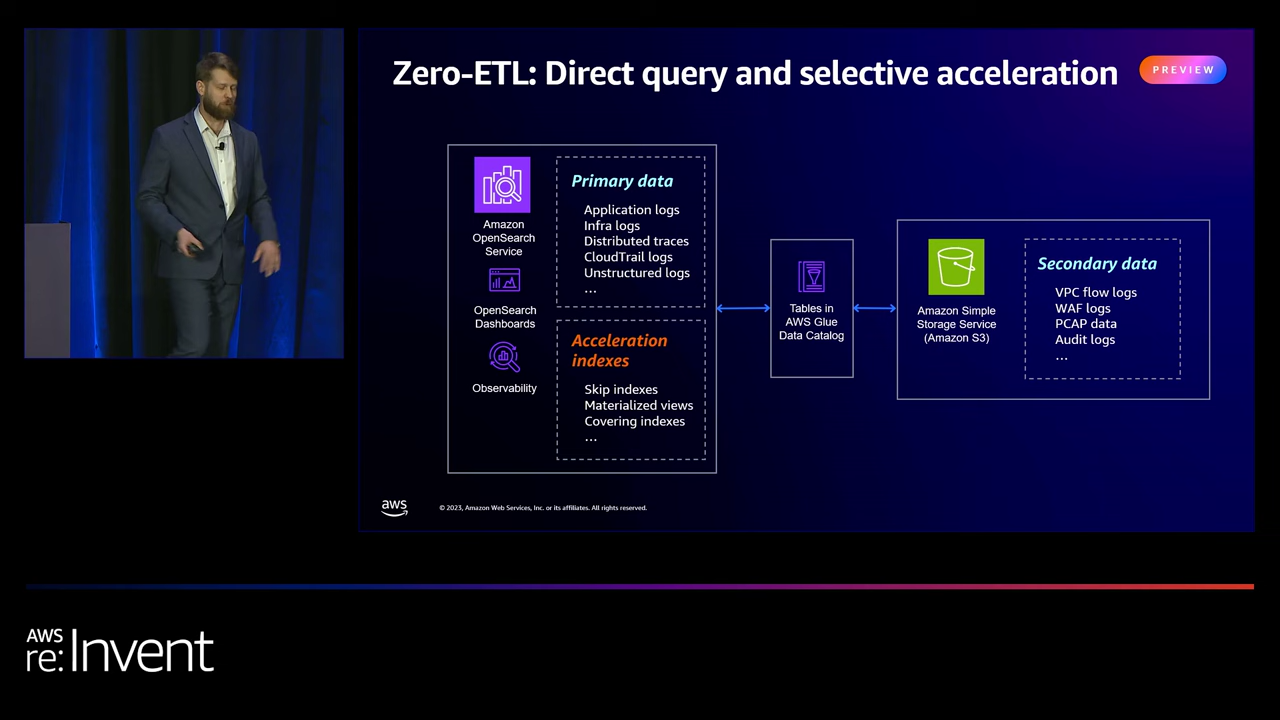 Zero-ETL: Direct query and selective acceleration
PREVIEW
Amazon
OpenSearch
Service
OpenSearch
Dashboards
Observability
Primary data
Application logs
Infra logs
Distributed traces
CloudTrail logs
Unstructured logs
...
Acceleration
indexes
Skip indexes
Materialized views
Covering indexes
...
Tables in
AWS Glue
Data Catalog
Amazon Simple
Storage Service
(Amazon S3)
Secondary data
VPC flow logs
WAF logs
PCAP data
Audit logs
...
aws
© 2023, Amazon Web Services, Inc. or its affiliates. All rights reserved.
AWS
re:Invent